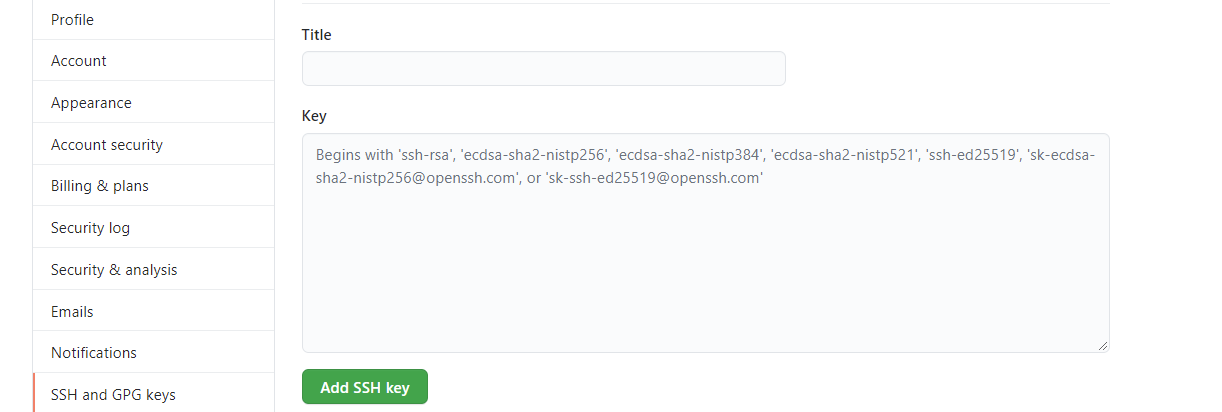 Profile
Account
Appearance
Account security
Billing & plans
Security log
Security & analysis
Emails
Notifications
SSH and GPG keys
Title
Key
Begins with 'ssh-rsa', 'ecdsa-sha2-nistp256', 'ecdsa-sha2-nistp384', 'ecdsa-sha2-nistp521', 'ssh-ed25519', 'sk-ecdsa-
sha2-nistp256@openssh.com', or 'sk-ssh-ed25519@openssh.com'
Add SSH key